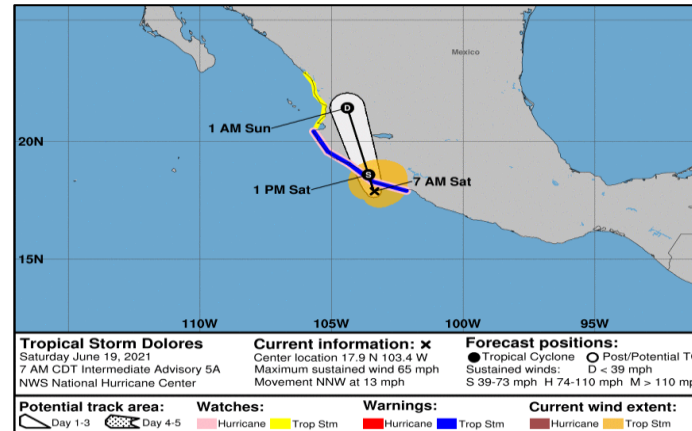 Mexico
1 AM Sun
D
20N
1 PM Sat
S
7 AM Sat
15N
110W
105W
100W
95W
Tropical Storm Dolores
Saturday June 19, 2021
7 AM CDT Intermediate Advisory 5A
NWS National Hurricane Center
Current information: x
Center location 17.9 N 103.4 W
Maximum sustained wind 65 mph
Movement NNW at 13 mph
Forecast positions:
Tropical Cyclone Post/Potential T
Sustained winds: D < 39 mph
S 39-73 mph H 74-110 mph M > 110 mp
Potential track area:
Day 1-3 Day 4-5
Watches:
Hurricane Trop Stm
Warnings:
Hurricane Trop Stm
Current wind extent:
Hurricane Trop Stm